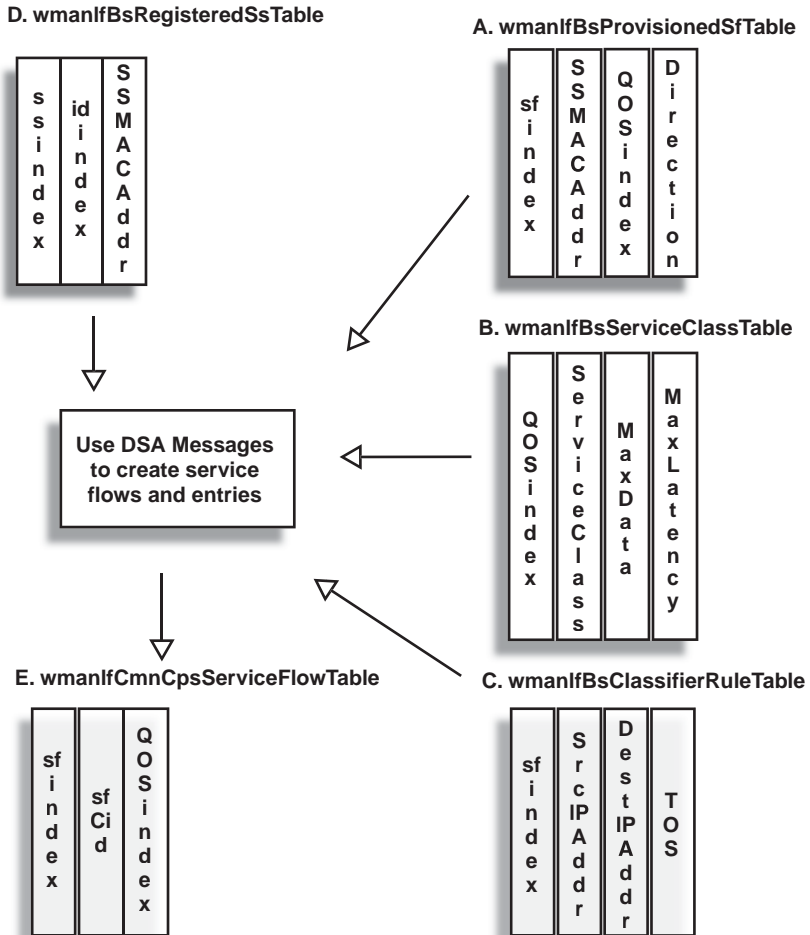 D. wmanIfBsRegisteredSsTable
ssindex
idindex
SSMACAddr
A. wmanIfBsProvisionedSfTable
sfindex
SSMACAddr
QOSindex
Direction
B. wmanIfBsServiceClassTable
QOSindex
ServiceClass
MaxData
MaxLatency
Use DSA Messages
to create service
flows and entries
E. wmanIfCmnCpsServiceFlowTable
sfindex
sfCid
QOSindex
C. wmanIfBsClassifierRuleTable
sfindex
SrcIPAddr
DestIPAddr
TOS